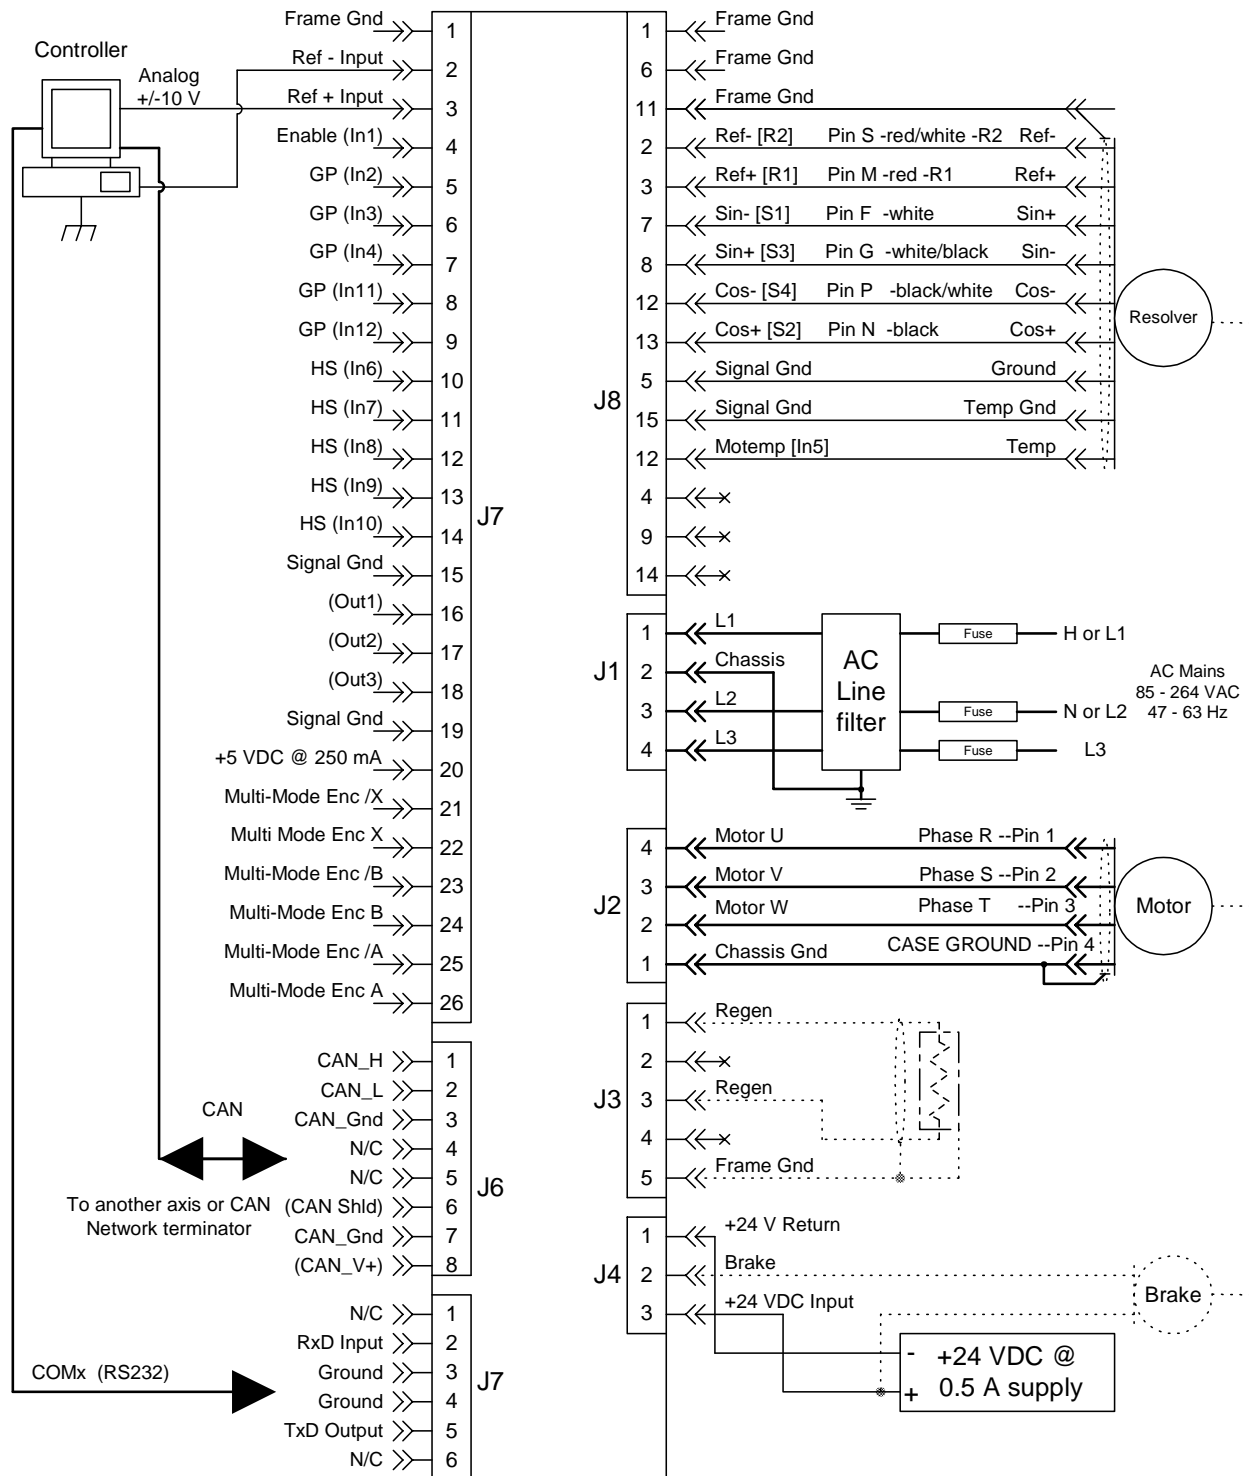 Controller
Analog
+/-10 V
Frame Gnd 1
Ref - Input 2
Ref + Input 3
Enable (In1) 4
GP (In2) 5
GP (In3) 6
GP (In4) 7
GP (In11) 8
GP (In12) 9
HS (In6) 10
HS (In7) 11
HS (In8) 12
HS (In9) 13
HS (In10) 14
Signal Gnd 15
(Out1) 16
(Out2) 17
(Out3) 18
Signal Gnd 19
+5 VDC @ 250 mA 20
Multi-Mode Enc /X 21
Multi Mode Enc X 22
Multi-Mode Enc /B 23
Multi-Mode Enc B 24
Multi-Mode Enc /A 25
Multi-Mode Enc A 26
J7
CAN_H 1
CAN_L 2
CAN_Gnd 3
N/C 4
N/C 5
(CAN Shld) 6
CAN_Gnd 7
(CAN_V+) 8
J6
CAN
To another axis or CAN
Network terminator
N/C 1
RxD Input 2
Ground 3
Ground 4
TxD Output 5
N/C 6
J7
COMx (RS232)
J8
1 Frame Gnd
6 Frame Gnd
11 Frame Gnd
2 Ref- [R2] Pin S -red/white -R2 Ref-
3 Ref+ [R1] Pin M -red -R1 Ref+
7 Sin- [S1] Pin F -white Sin+
8 Sin+ [S3] Pin G -white/black Sin-
12 Cos- [S4] Pin P -black/white Cos-
13 Cos+ [S2] Pin N -black Cos+
5 Signal Gnd Ground
15 Signal Gnd Temp Gnd
12 Motemp [In5] Temp
4
9
14
Resolver
J1
1 L1
2 Chassis
3 L2
4 L3
AC
Line
filter
Fuse H or L1
Fuse N or L2
Fuse L3
AC Mains
85 - 264 VAC
47 - 63 Hz
J2
4 Motor U Phase R --Pin 1
3 Motor V Phase S --Pin 2
2 Motor W Phase T --Pin 3
1 Chassis Gnd CASE GROUND --Pin 4
Motor
J3
1 Regen
2
3 Regen
4
5 Frame Gnd
J4
1 +24 V Return
2 Brake
3 +24 VDC Input
Brake
- +24 VDC @
+ 0.5 A supply